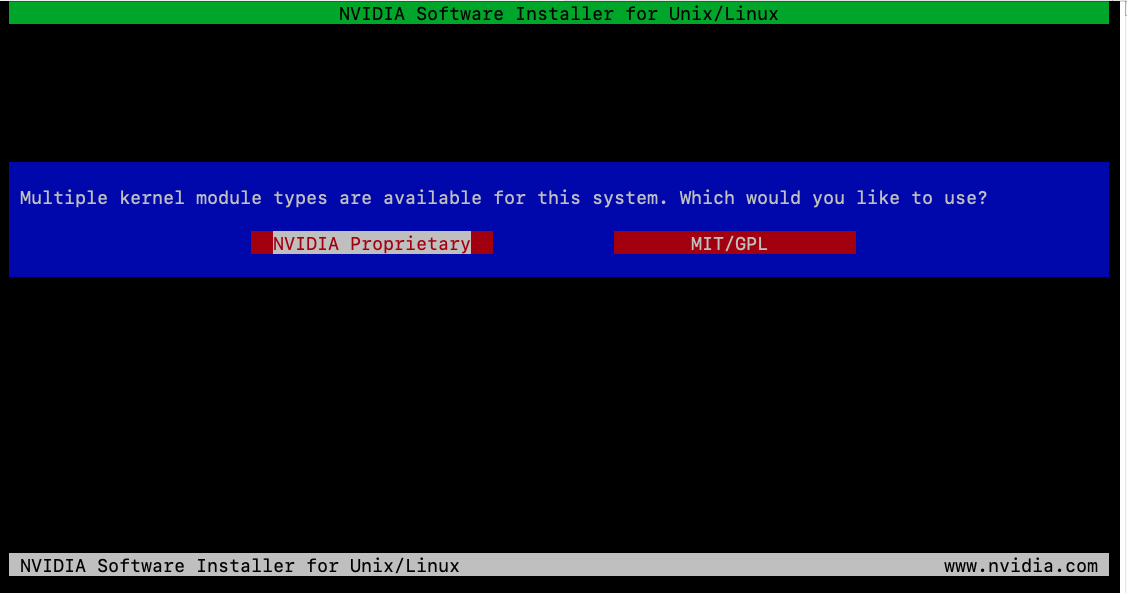 NVIDIA Software Installer for Unix/Linux
Multiple kernel module types are available for this system. Which would you like to use?
NVIDIA Proprietary MIT/GPL
NVIDIA Software Installer for Unix/Linux www.nvidia.com